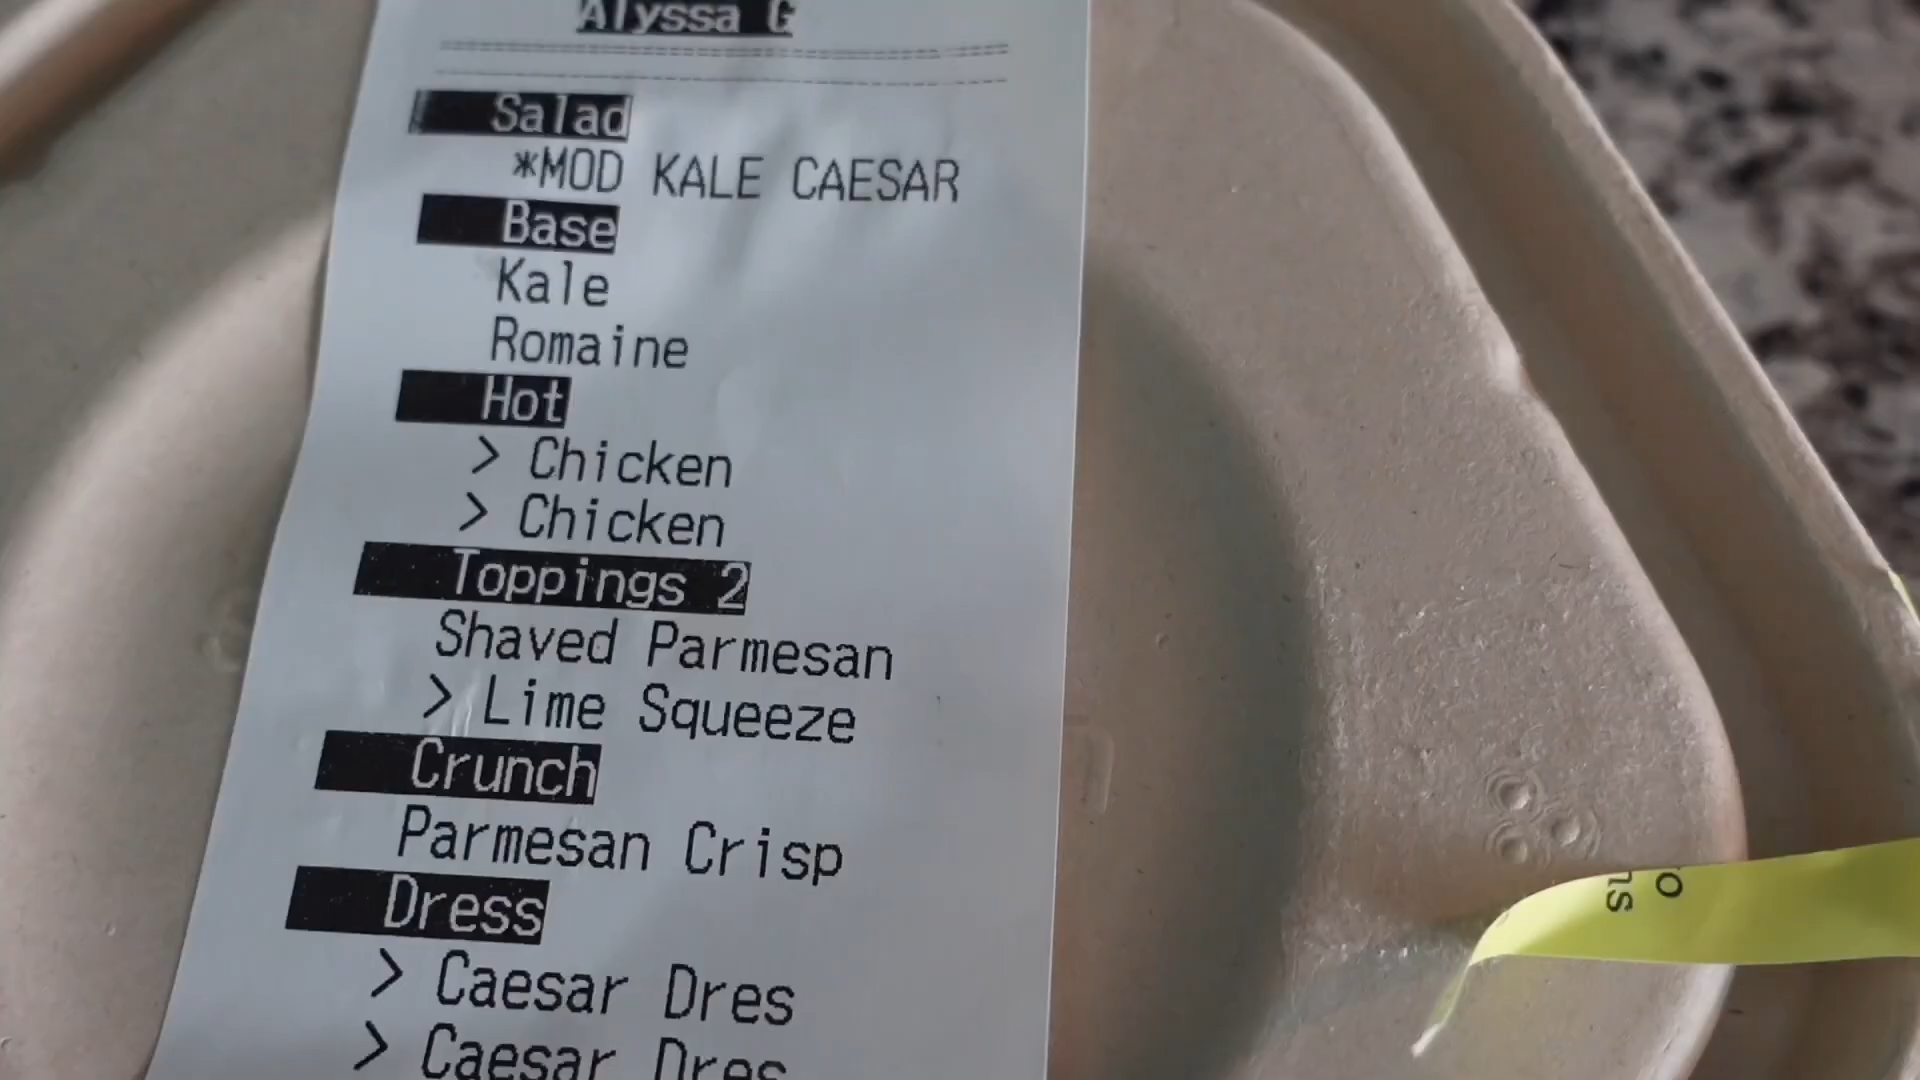 Alyssa G
Salad
*MOD KALE CAESAR
Base
Kale
Romaine
Hot
> Chicken
> Chicken
Toppings 2
Shaved Parmesan
> Lime Squeeze
Crunch
Parmesan Crisp
Dress
> Caesar Dres
> Caesar Dres